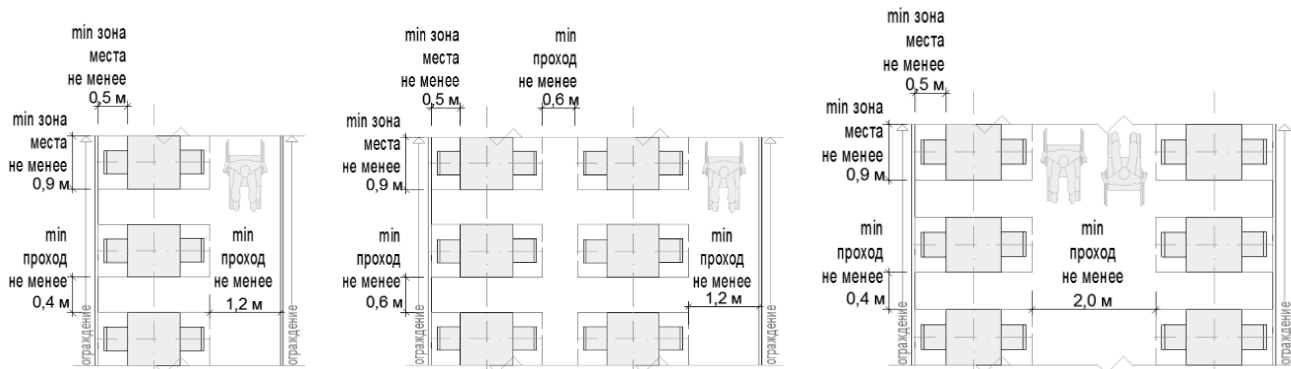 min зона
места
не менее
0,5 м
min зона
места
не менее
0,9 м
min
проход
не менее
0,4 м
min
проход
не менее
1,2 м
ограждение
ограждение
min зона
места
не менее
0,5 м
min
проход
не менее
0,6 м
min зона
места
не менее
0,9 м
min
проход
не менее
0,6 м
min
проход
не менее
1,2 м
ограждение
ограждение
min зона
места
не менее
0,5 м
min зона
места
не менее
0,9 м
min
проход
не менее
0,4 м
min
проход
не менее
2,0 м
ограждение
ограждение